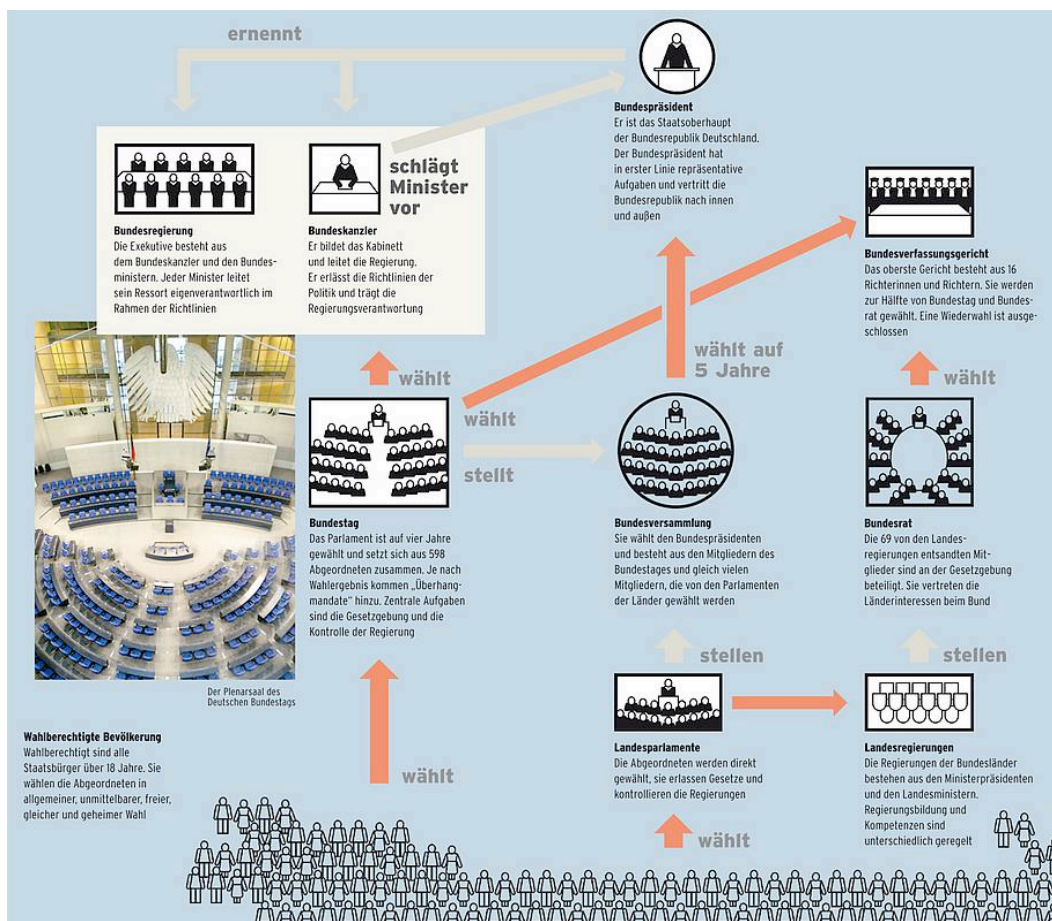 ernennt
Bundespräsident
Er ist das Staatsoberhaupt
der Bundesrepublik Deutschland.
Der Bundespräsident hat
in erster Linie repräsentative
Aufgaben und vertritt die
Bundesrepublik nach innen
und außen
schlägt
Minister
vor
Bundesregierung
Die Exekutive besteht aus
dem Bundeskanzler und den Bundes-
ministern. Jeder Minister leitet
sein Ressort eigenverantwortlich im
Rahmen der Richtlinien
Bundeskanzler
Er bildet das Kabinett
und leitet die Regierung.
Er erlässt die Richtlinien der
Politik und trägt die
Regierungsverantwortung
Bundesverfassungsgericht
Das oberste Gericht besteht aus 16
Richterinnen und Richtern. Sie werden
zur Hälfte von Bundestag und Bundes-
rat gewählt. Eine Wiederwahl ist ausge-
schlossen
wählt
wählt auf
5 Jahre
wählt
wählt
stellt
Bundestag
Das Parlament ist auf vier Jahre
gewählt und setzt sich aus 598
Abgeordneten zusammen. Je nach
Wahlergebnis kommen „Überhang-
mandate" hinzu. Zentrale Aufgaben
sind die Gesetzgebung und die
Kontrolle der Regierung
Bundesversammlung
Sie wählt den Bundespräsidenten
und besteht aus den Mitgliedern des
Bundestages und gleich vielen
Mitgliedern, die von den Parlamenten
der Länder gewählt werden
Bundesrat
Die 69 von den Landes-
regierungen entsandten Mit-
glieder sind an der Gesetzgebung
beteiligt. Sie vertreten die
Länderinteressen beim Bund
Der Plenarsaal des
Deutschen Bundestags
stellen
stellen
Wahlberechtigte Bevölkerung
Wahlberechtigt sind alle
Staatsbürger über 18 Jahre. Sie
wählen die Abgeordneten in
allgemeiner, unmittelbarer, freier,
gleicher und geheimer Wahl
wählt
Landesparlamente
Die Abgeordneten werden direkt
gewählt, sie erlassen Gesetze und
kontrollieren die Regierungen
Landesregierungen
Die Regierungen der Bundesländer
bestehen aus den Ministerpräsidenten
und den Landesministern.
Regierungsbildung und
Kompetenzen sind
unterschiedlich geregelt
wählt